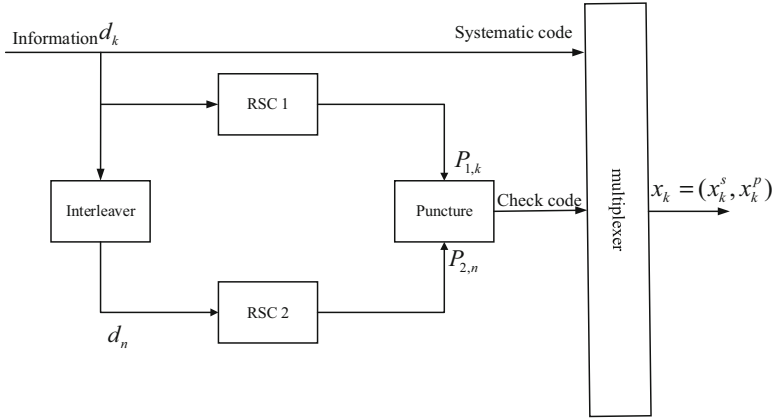 Information d_k
Systematic code
RSC 1
P_{1,k}
Interleaver
Puncture
Check code
multiplexer
x_k = (x_k^s, x_k^p)
P_{2,n}
RSC 2
d_n